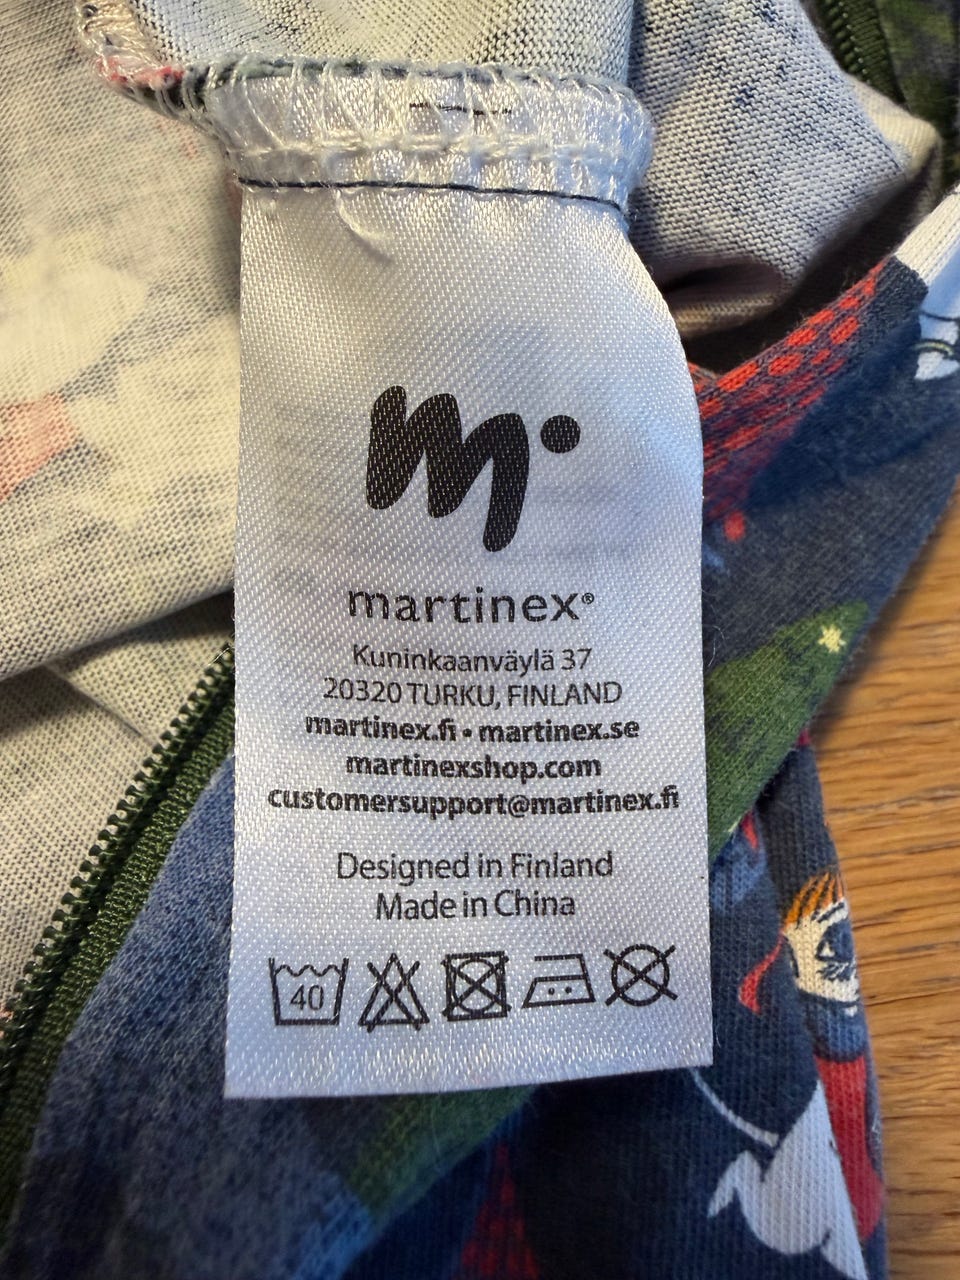 m
martinex®
Kuninkaanväylä 37
20320 TURKU, FINLAND
martinex.fi • martinex.se
martinexshop.com
customersupport@martinex.fi
Designed in Finland
Made in China
40